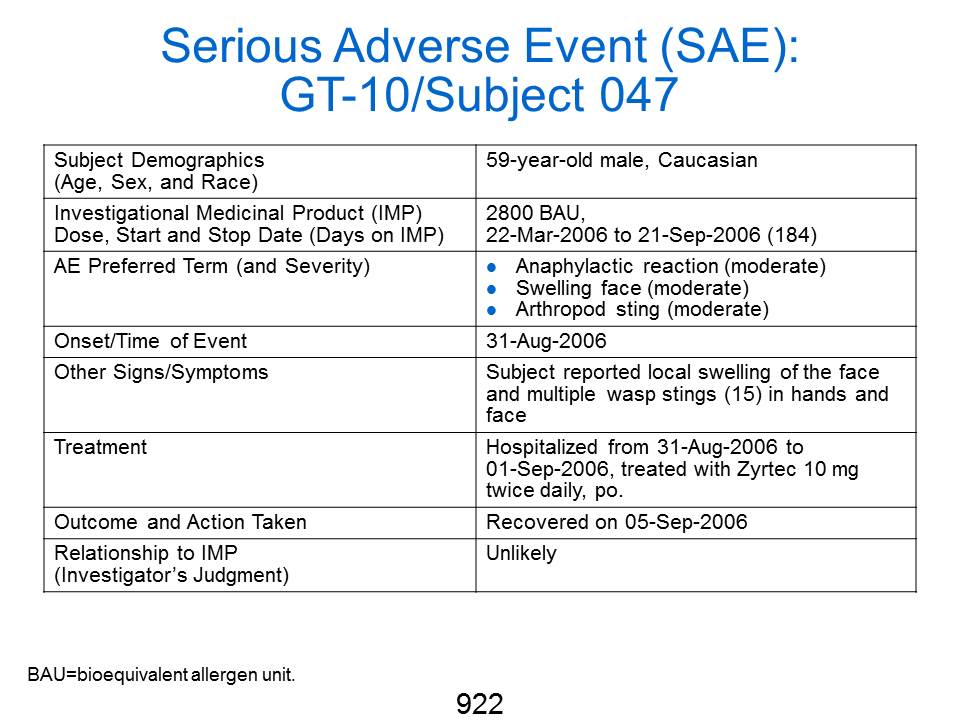 Serious Adverse Event (SAE):
GT-10/Subject 047
Subject Demographics
(Age, Sex, and Race)
59-year-old male, Caucasian
Investigational Medicinal Product (IMP)
Dose, Start and Stop Date (Days on IMP)
2800 BAU,
22-Mar-2006 to 21-Sep-2006 (184)
AE Preferred Term (and Severity)
● Anaphylactic reaction (moderate)
● Swelling face (moderate)
● Arthropod sting (moderate)
Onset/Time of Event
31-Aug-2006
Other Signs/Symptoms
Subject reported local swelling of the face
and multiple wasp stings (15) in hands and
face
Treatment
Hospitalized from 31-Aug-2006 to
01-Sep-2006, treated with Zyrtec 10 mg
twice daily, po.
Outcome and Action Taken
Recovered on 05-Sep-2006
Relationship to IMP
(Investigator’s Judgment)
Unlikely
BAU=bioequivalent allergen unit.
922